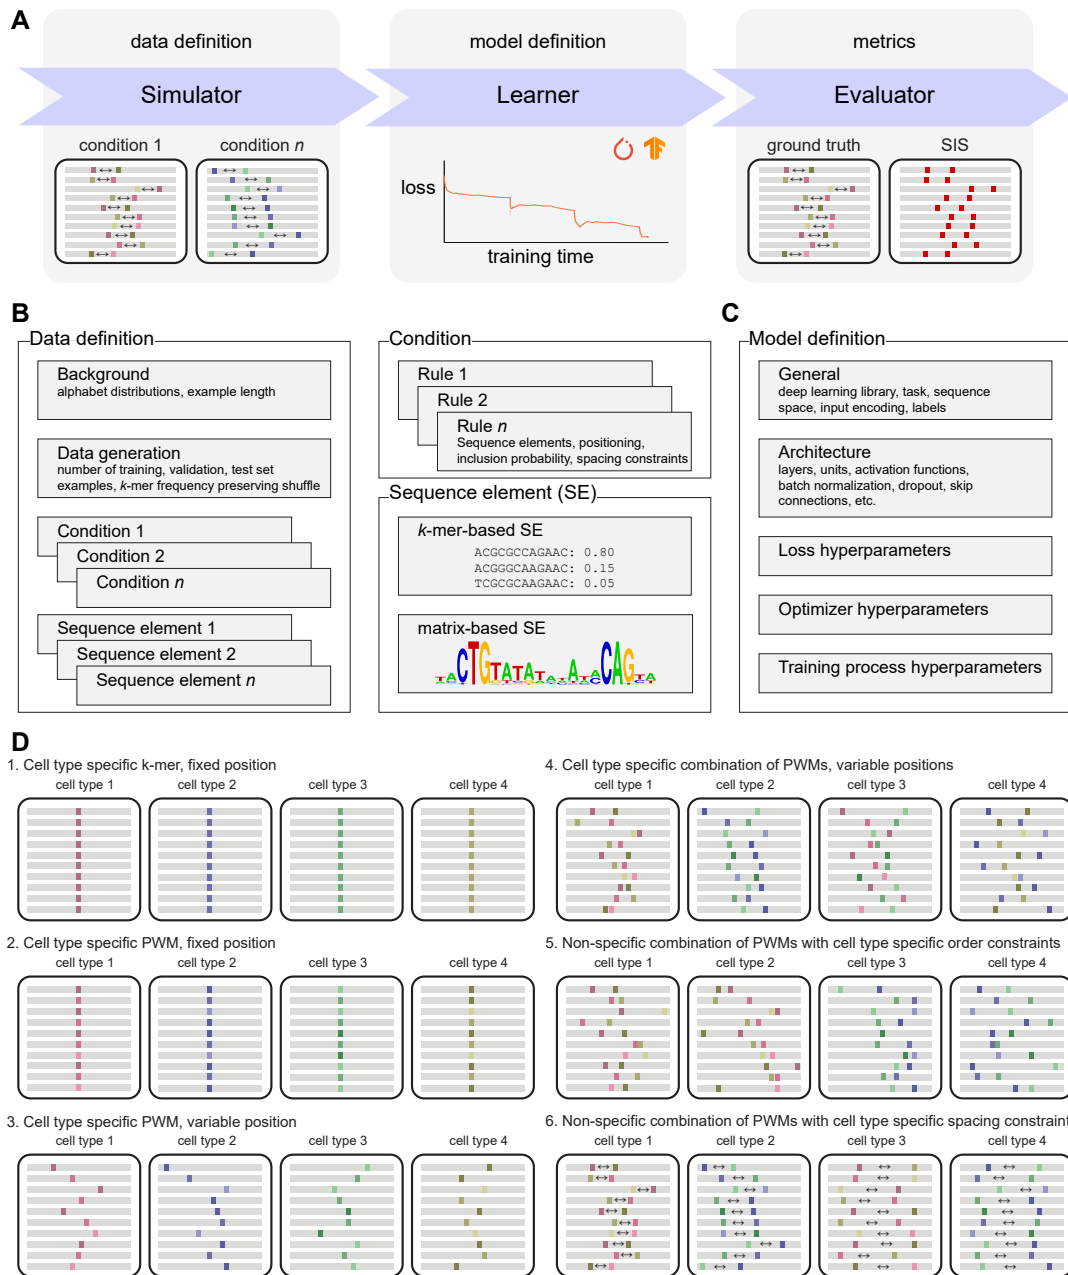 A
data definition
model definition
metrics
Simulator
Learner
Evaluator
condition 1
condition n
loss
training time
ground truth
SIS
B
Data definition
Background
alphabet distributions, example length
Data generation
number of training, validation, test set
examples, k-mer frequency preserving shuffle
Condition 1
Condition 2
Condition n
Sequence element 1
Sequence element 2
Sequence element n
Condition
Rule 1
Rule 2
Rule n
Sequence elements, positioning,
inclusion probability, spacing constraints
Sequence element (SE)
k-mer-based SE
ACGCGCCAGAAC: 0.80
ACGGGCAAGAAC: 0.15
TCGCGCAAGAAC: 0.05
matrix-based SE
C
Model definition
General
deep learning library, task, sequence
space, input encoding, labels
Architecture
layers, units, activation functions,
batch normalization, dropout, skip
connections, etc.
Loss hyperparameters
Optimizer hyperparameters
Training process hyperparameters
D
1. Cell type specific k-mer, fixed position
cell type 1
cell type 2
cell type 3
cell type 4
2. Cell type specific PWM, fixed position
cell type 1
cell type 2
cell type 3
cell type 4
3. Cell type specific PWM, variable position
cell type 1
cell type 2
cell type 3
cell type 4
4. Cell type specific combination of PWMs, variable positions
cell type 1
cell type 2
cell type 3
cell type 4
5. Non-specific combination of PWMs with cell type specific order constraints
cell type 1
cell type 2
cell type 3
cell type 4
6. Non-specific combination of PWMs with cell type specific spacing constraint
cell type 1
cell type 2
cell type 3
cell type 4